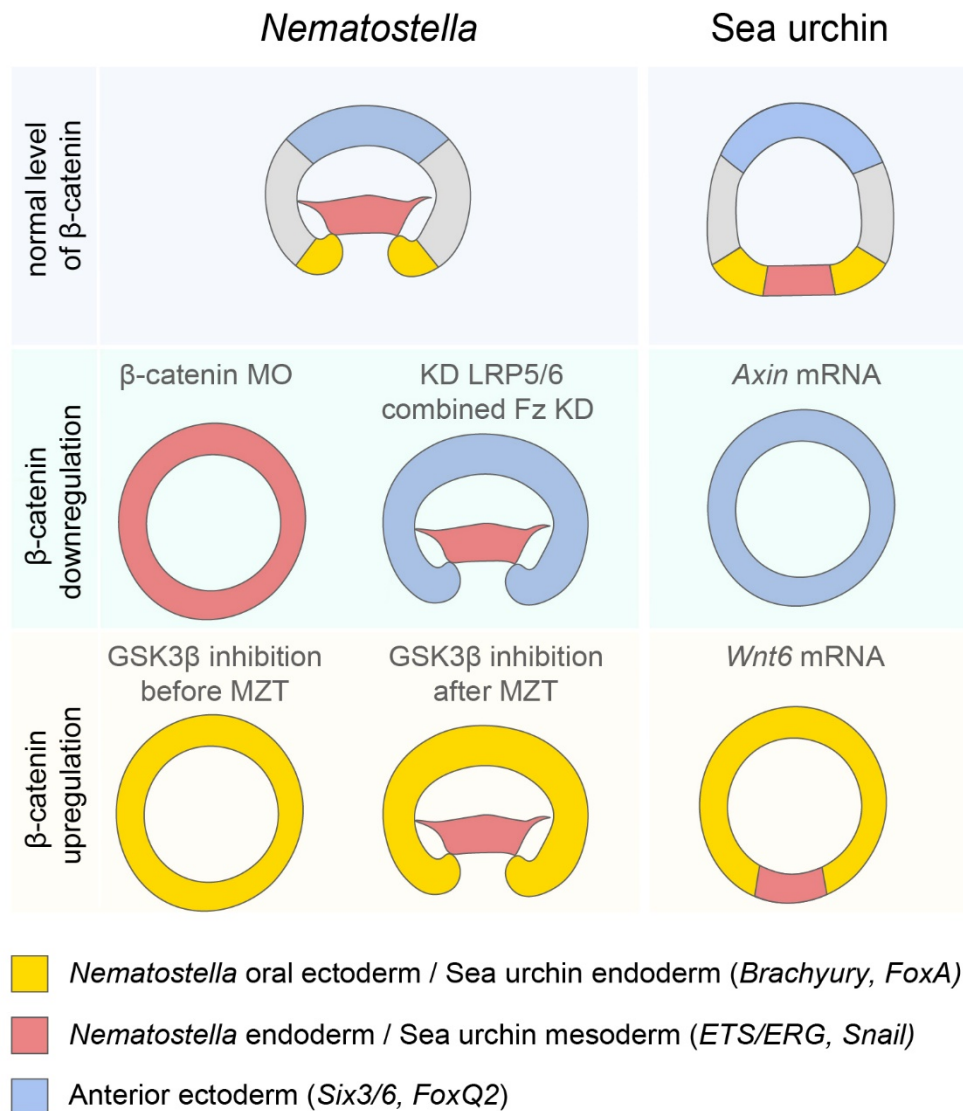 Nematostella
Sea urchin
normal level
of β-catenin
β-catenin
downregulation
β-catenin MO
KD LRP5/6
combined Fz KD
Axin mRNA
β-catenin
upregulation
GSK3β inhibition
before MZT
GSK3β inhibition
after MZT
Wnt6 mRNA
Nematostella oral ectoderm / Sea urchin endoderm (Brachyury, FoxA)
Nematostella endoderm / Sea urchin mesoderm (ETS/ERG, Snail)
Anterior ectoderm (Six3/6, FoxQ2)